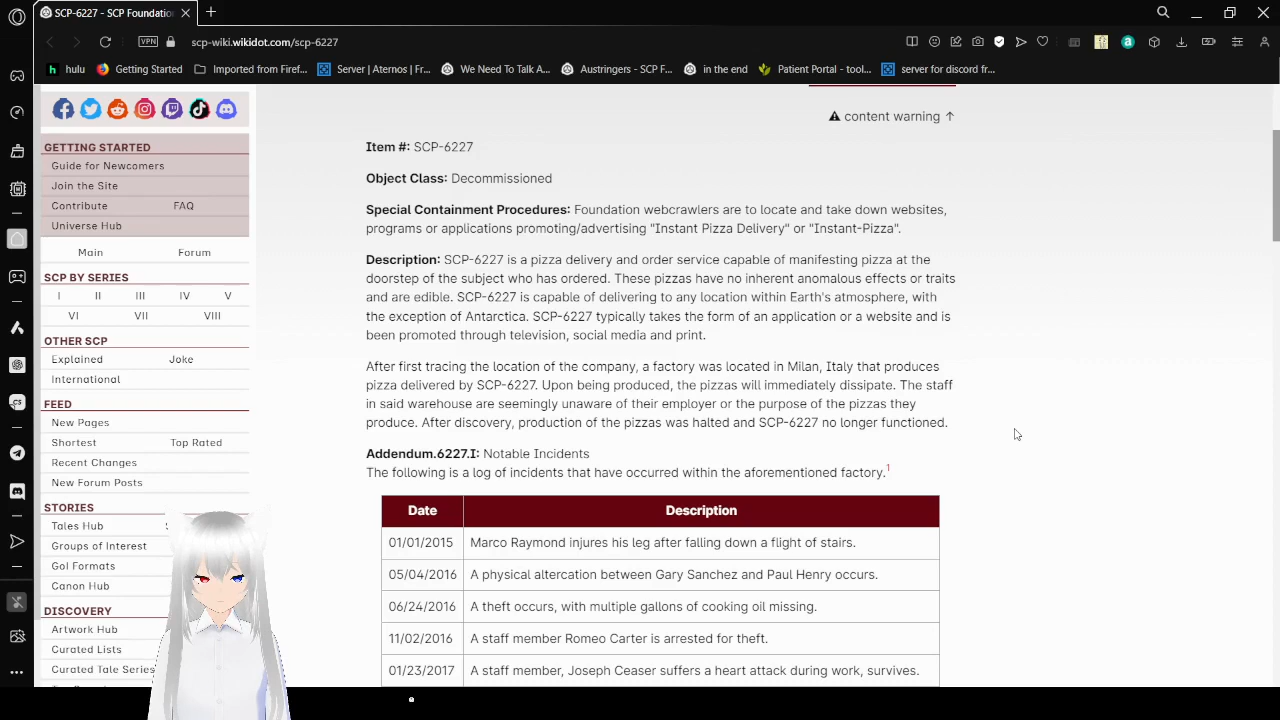 SCP-6227 - SCP Foundatio
scp-wiki.wikidot.com/scp-6227
VPN
hulu
Getting Started
Imported from Firef...
Server | Aternos | Fr...
We Need To Talk A...
Austringers - SCP F...
in the end
Patient Portal - tool...
server for discord fr...
GETTING STARTED
Guide for Newcomers
Join the Site
Contribute FAQ
Universe Hub
Main Forum
SCP BY SERIES
I II III IV V
VI VII VIII
OTHER SCP
Explained Joke
International
FEED
New Pages
Shortest Top Rated
Recent Changes
New Forum Posts
STORIES
Tales Hub
Groups of Interest
GoI Formats
Canon Hub
DISCOVERY
Artwork Hub
Curated Lists
Curated Tale Series
⚠ content warning ↑
Item #: SCP-6227
Object Class: Decommissioned
Special Containment Procedures: Foundation webcrawlers are to locate and take down websites,
programs or applications promoting/advertising "Instant Pizza Delivery" or "Instant-Pizza".
Description: SCP-6227 is a pizza delivery and order service capable of manifesting pizza at the
doorstep of the subject who has ordered. These pizzas have no inherent anomalous effects or traits
and are edible. SCP-6227 is capable of delivering to any location within Earth's atmosphere, with
the exception of Antarctica. SCP-6227 typically takes the form of an application or a website and is
been promoted through television, social media and print.
After first tracing the location of the company, a factory was located in Milan, Italy that produces
pizza delivered by SCP-6227. Upon being produced, the pizzas will immediately dissipate. The staff
in said warehouse are seemingly unaware of their employer or the purpose of the pizzas they
produce. After discovery, production of the pizzas was halted and SCP-6227 no longer functioned.
Addendum.6227.I: Notable Incidents
The following is a log of incidents that have occurred within the aforementioned factory.1
Date Description
01/01/2015 Marco Raymond injures his leg after falling down a flight of stairs.
05/04/2016 A physical altercation between Gary Sanchez and Paul Henry occurs.
06/24/2016 A theft occurs, with multiple gallons of cooking oil missing.
11/02/2016 A staff member Romeo Carter is arrested for theft.
01/23/2017 A staff member, Joseph Ceaser suffers a heart attack during work, survives.